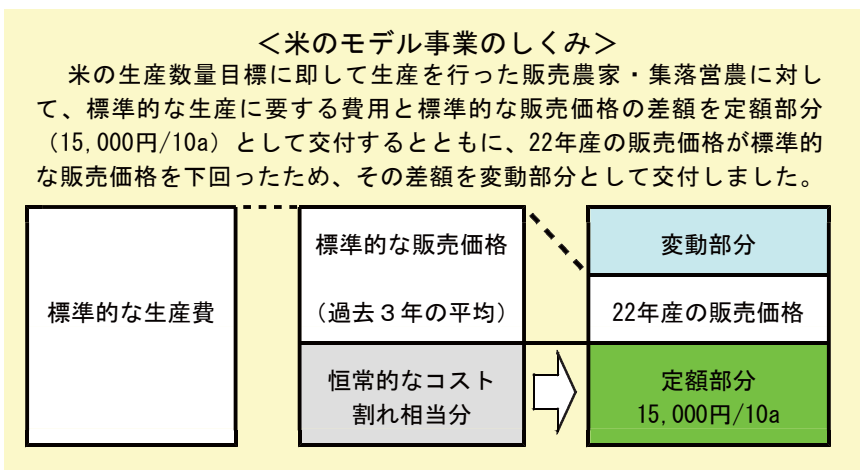 ＜米のモデル事業のしくみ＞
米の生産数量目標に即して生産を行った販売農家・集落営農に対し
て、標準的な生産に要する費用と標準的な販売価格の差額を定額部分
（15,000円/10a）として交付するとともに、22年産の販売価格が標準的
な販売価格を下回ったため、その差額を変動部分として交付しました。
標準的な生産費
標準的な販売価格
（過去３年の平均）
恒常的なコスト
割れ相当分
変動部分
22年産の販売価格
定額部分
15,000円/10a